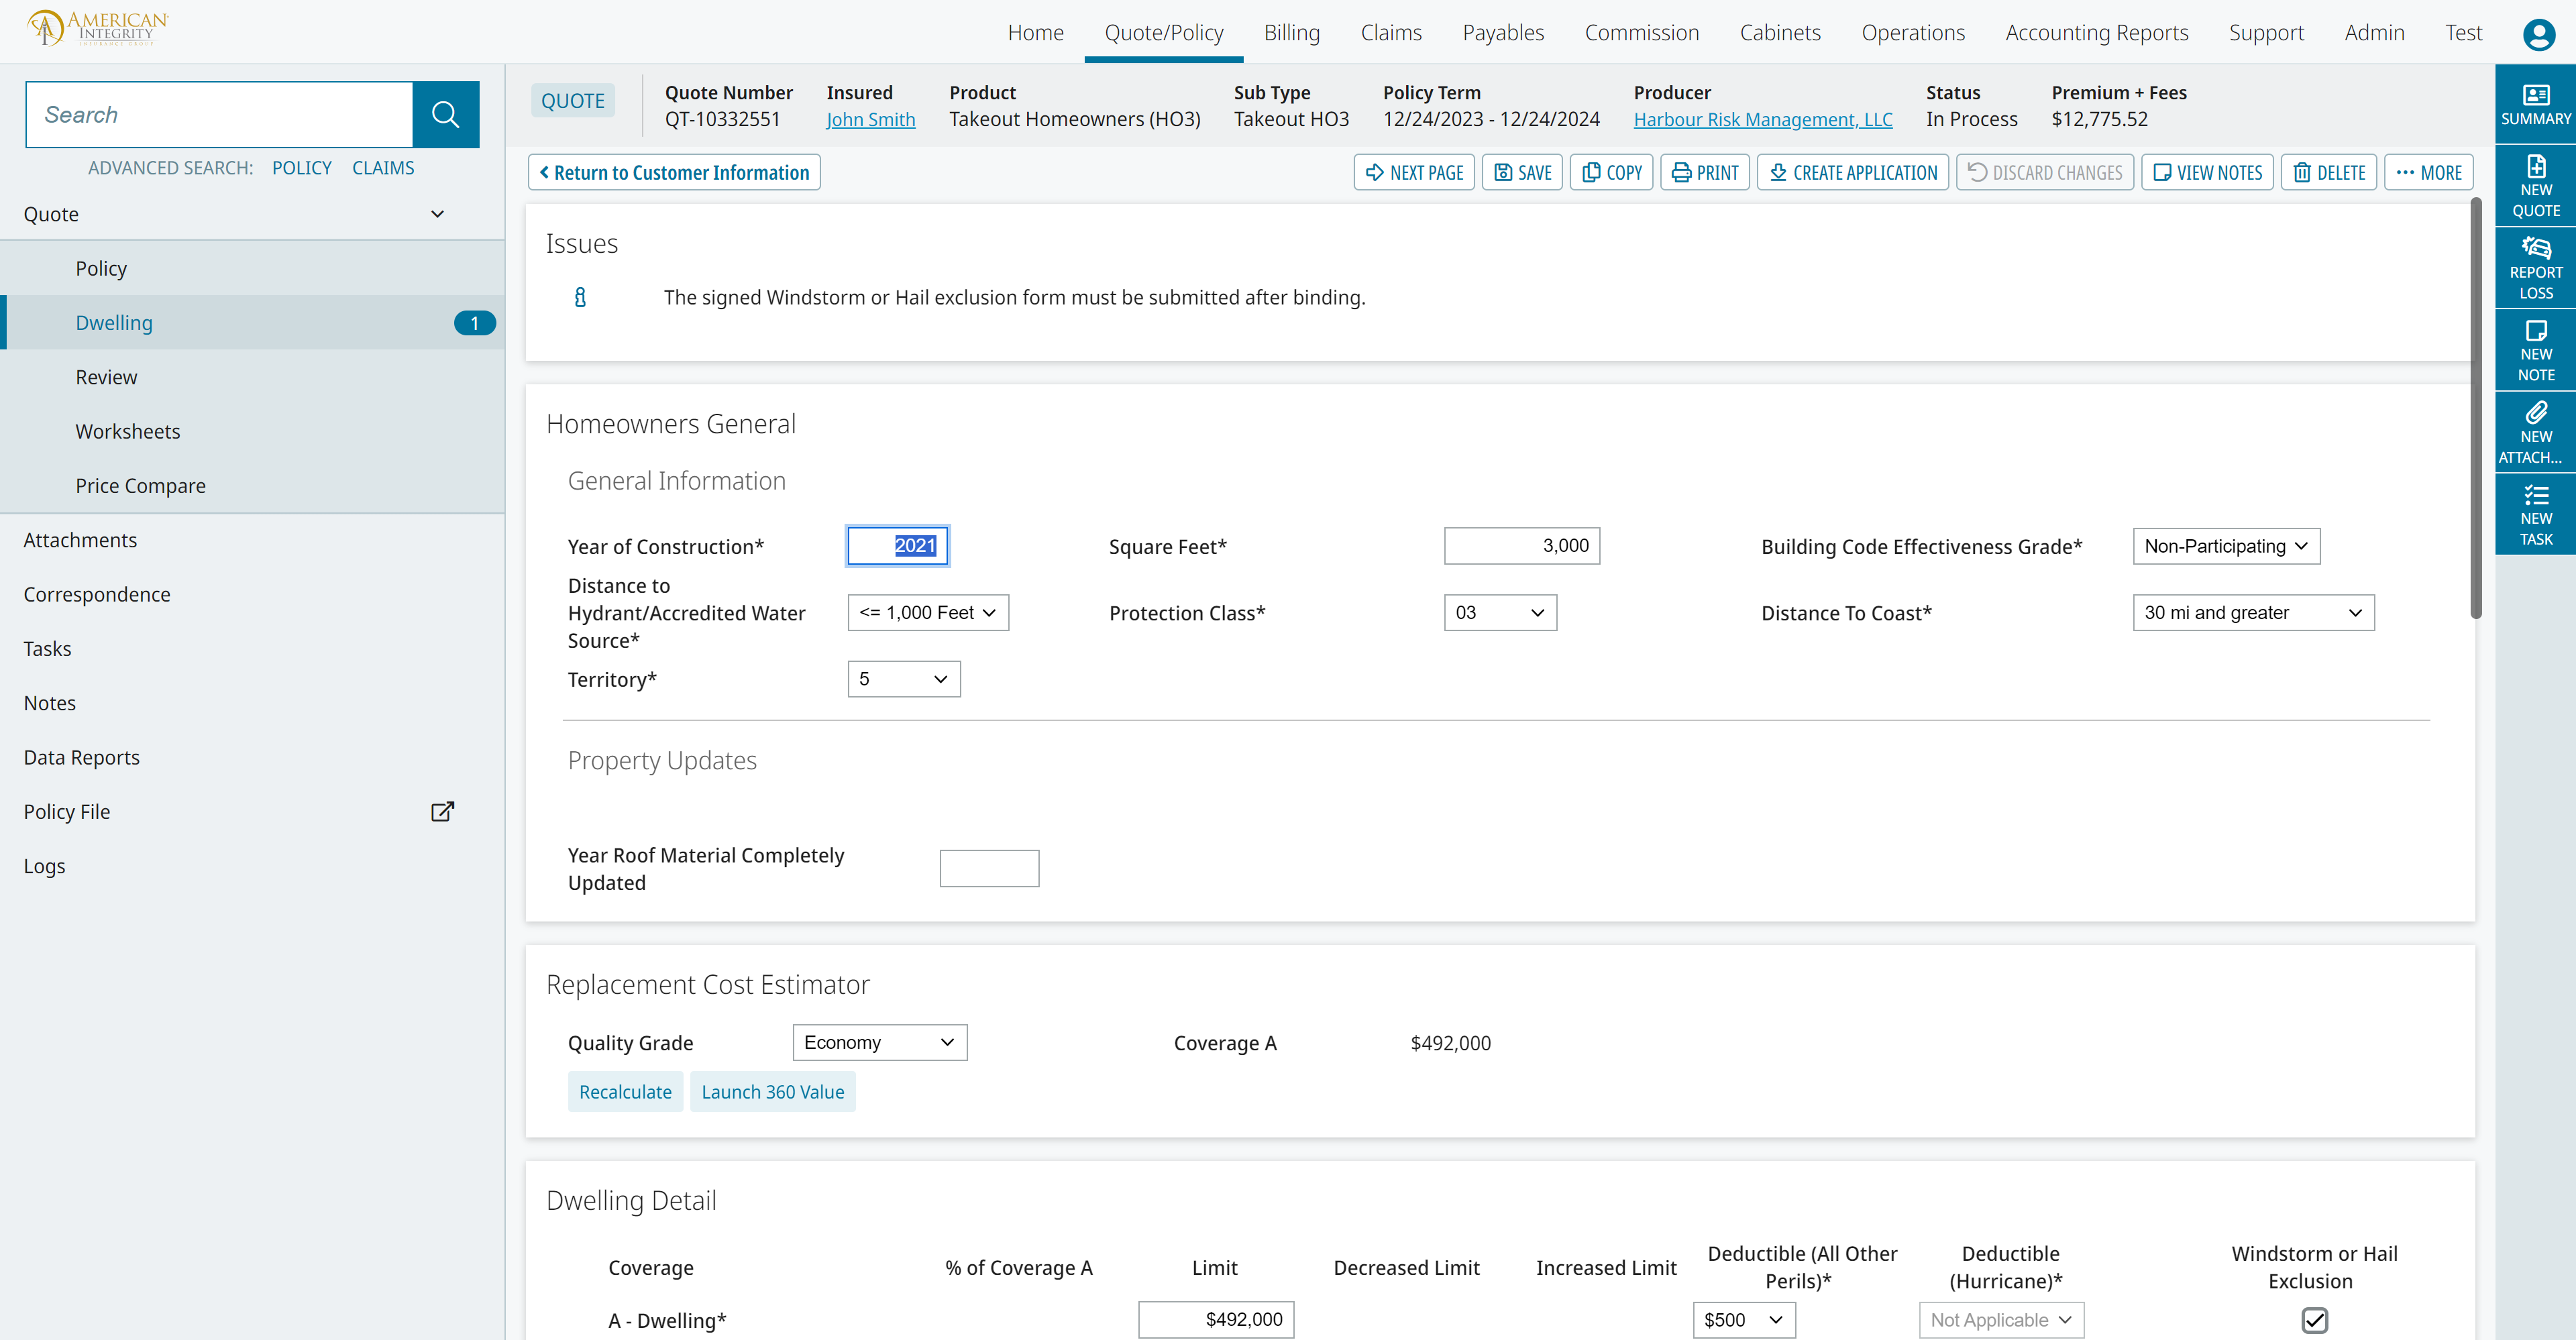 AMERICAN
INTEGRITY
INSURANCE GROUP
Home Quote/Policy Billing Claims Payables Commission Cabinets Operations Accounting Reports Support Admin Test
Search
ADVANCED SEARCH: POLICY CLAIMS
Quote
Policy
Dwelling 1
Review
Worksheets
Price Compare
Attachments
Correspondence
Tasks
Notes
Data Reports
Policy File
Logs
QUOTE
Quote Number Insured Product Sub Type Policy Term Producer Status Premium + Fees
QT-10332551 John Smith Takeout Homeowners (HO3) Takeout HO3 12/24/2023 - 12/24/2024 Harbour Risk Management, LLC In Process $12,775.52
Return to Customer Information NEXT PAGE SAVE COPY PRINT CREATE APPLICATION DISCARD CHANGES VIEW NOTES DELETE MORE
Issues
The signed Windstorm or Hail exclusion form must be submitted after binding.
Homeowners General
General Information
Year of Construction* 2021 Square Feet* 3,000 Building Code Effectiveness Grade* Non-Participating
Distance to
Hydrant/Accredited Water
Source*
<= 1,000 Feet Protection Class* 03 Distance To Coast* 30 mi and greater
Territory* 5
Property Updates
Year Roof Material Completely
Updated
Replacement Cost Estimator
Quality Grade Economy Coverage A $492,000
Recalculate Launch 360 Value
Dwelling Detail
Coverage % of Coverage A Limit Decreased Limit Increased Limit
Deductible (All Other
Perils)*
Deductible
(Hurricane)*
Windstorm or Hail
Exclusion
A - Dwelling* $492,000 $500 Not Applicable
SUMMARY
NEW
QUOTE
REPORT
LOSS
NEW
NOTE
NEW
ATTACH...
NEW
TASK